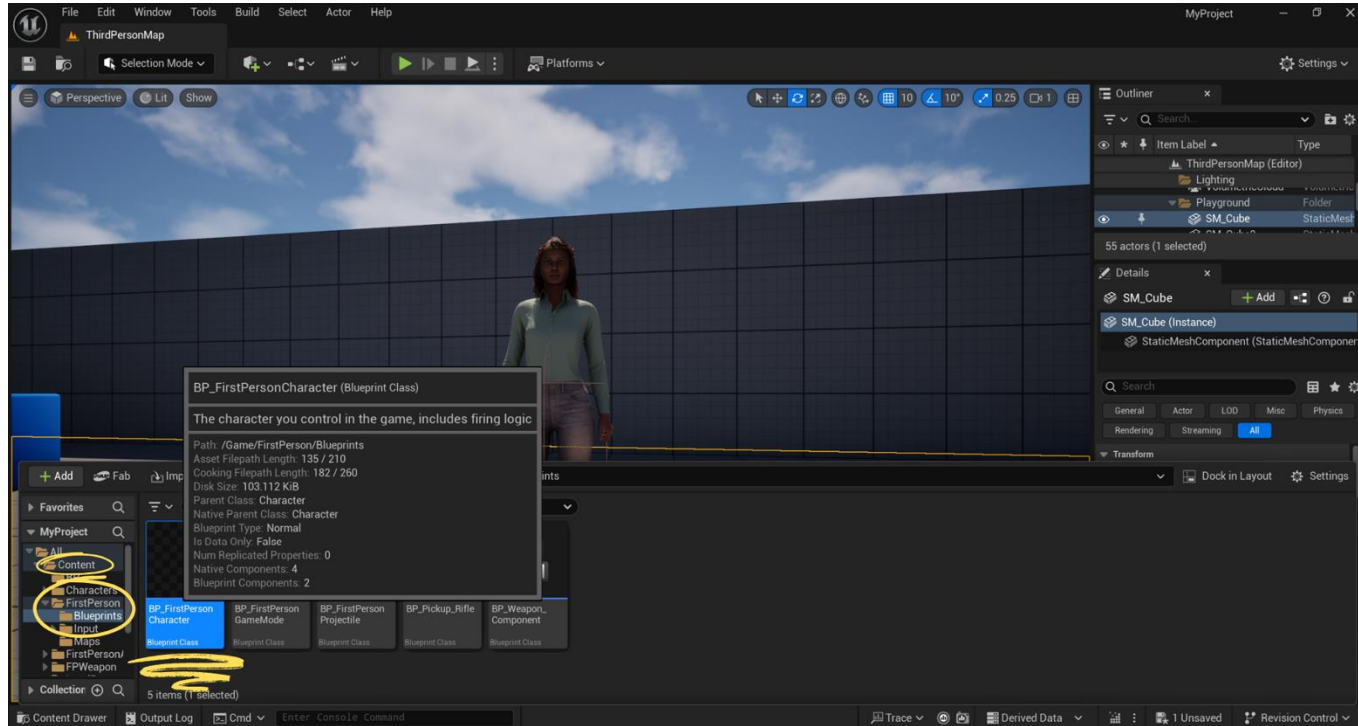 File Edit Window Tools Build Select Actor Help
MyProject
ThirdPersonMap
Selection Mode
Platforms
Settings
Perspective Lit Show
10 10° 0.25 1
Outliner
Search...
Item Label Type
ThirdPersonMap (Editor)
Lighting
Playground Folder
SM_Cube StaticMesh
55 actors (1 selected)
Details
SM_Cube
Add
SM_Cube (Instance)
StaticMeshComponent (StaticMeshComponen
Search
General Actor LOD Misc Physics
Rendering Streaming All
Transform
BP_FirstPersonCharacter (Blueprint Class)
The character you control in the game, includes firing logic
Path: /Game/FirstPerson/Blueprints
Asset Filepath Length: 135 / 210
Cooking Filepath Length: 182 / 260
Disk Size: 103.112 KiB
Parent Class: Character
Native Parent Class: Character
Blueprint Type: Normal
Is Data Only: False
Num Replicated Properties: 0
Native Components: 4
Blueprint Components: 2
+ Add Fab Imp
ints
Dock in Layout Settings
Favorites
MyProject
All
Content
Characters
FirstPerson
Blueprints
Input
Maps
FirstPerson
FPWeapon
Collection
BP_FirstPerson
Character
Blueprint Class
BP_FirstPerson
GameMode
Blueprint Class
BP_FirstPerson
Projectile
Blueprint Class
BP_Pickup_Rifle
Blueprint Class
BP_Weapon_
Component
Blueprint Class
5 items (1 selected)
Content Drawer Output Log Cmd Enter Console Command
Trace Derived Data 1 Unsaved Revision Control